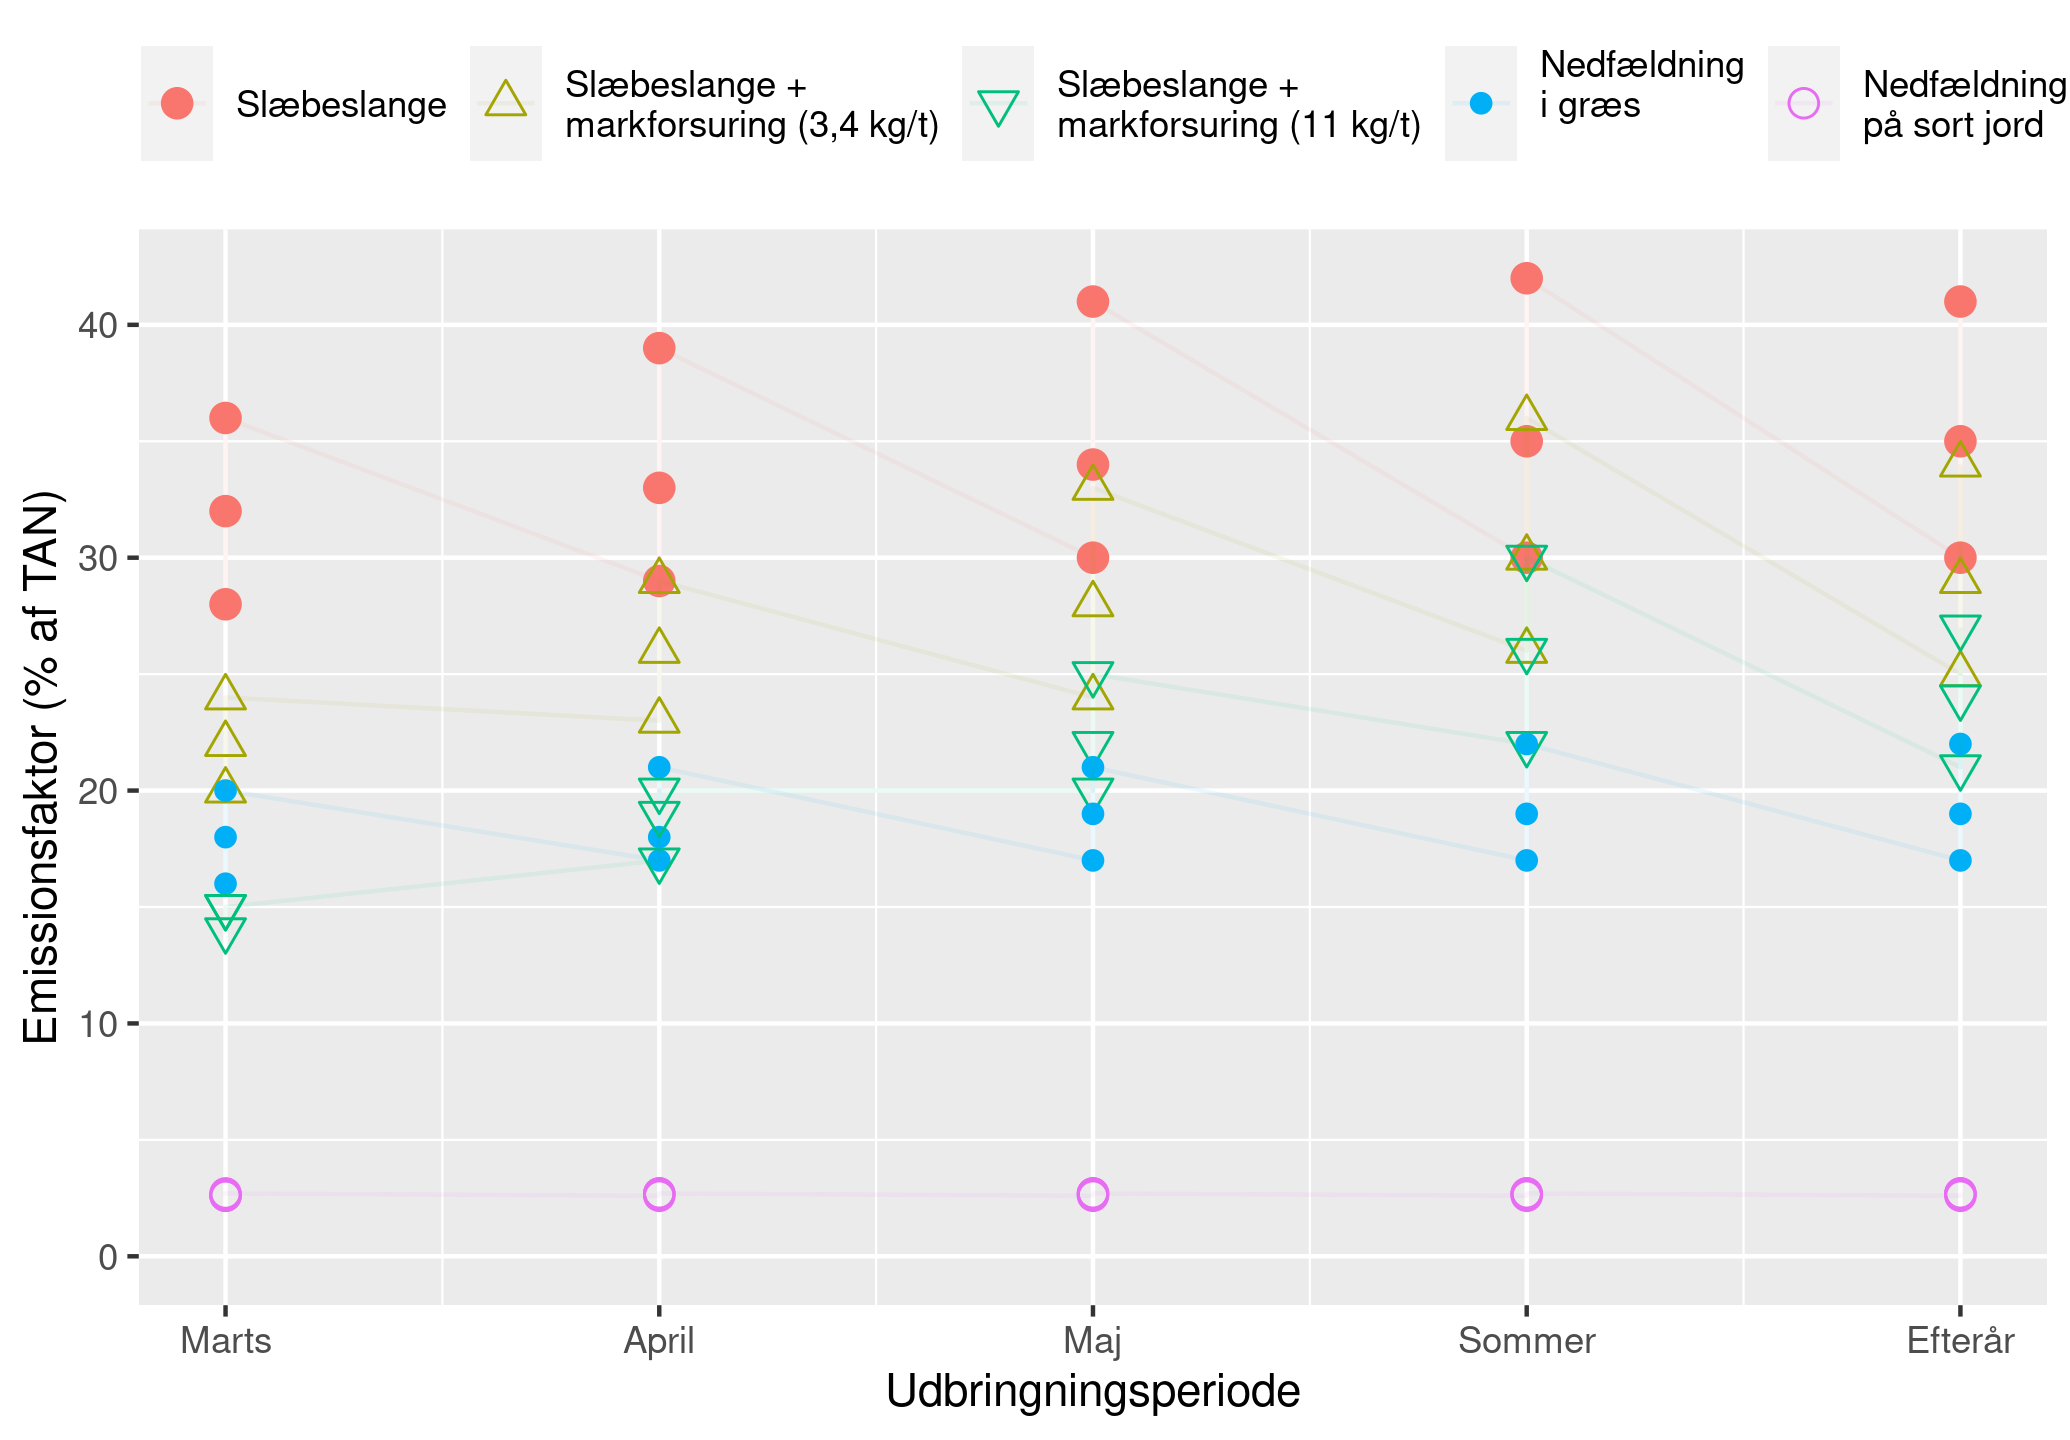 Slæbeslange
Slæbeslange +
markforsuring (3,4 kg/t)
Slæbeslange +
markforsuring (11 kg/t)
Nedfældning
i græs
Nedfældning
på sort jord
Emissionsfaktor (% af TAN)
40
30
20
10
0
Marts
April
Maj
Sommer
Efterår
Udbringningsperiode